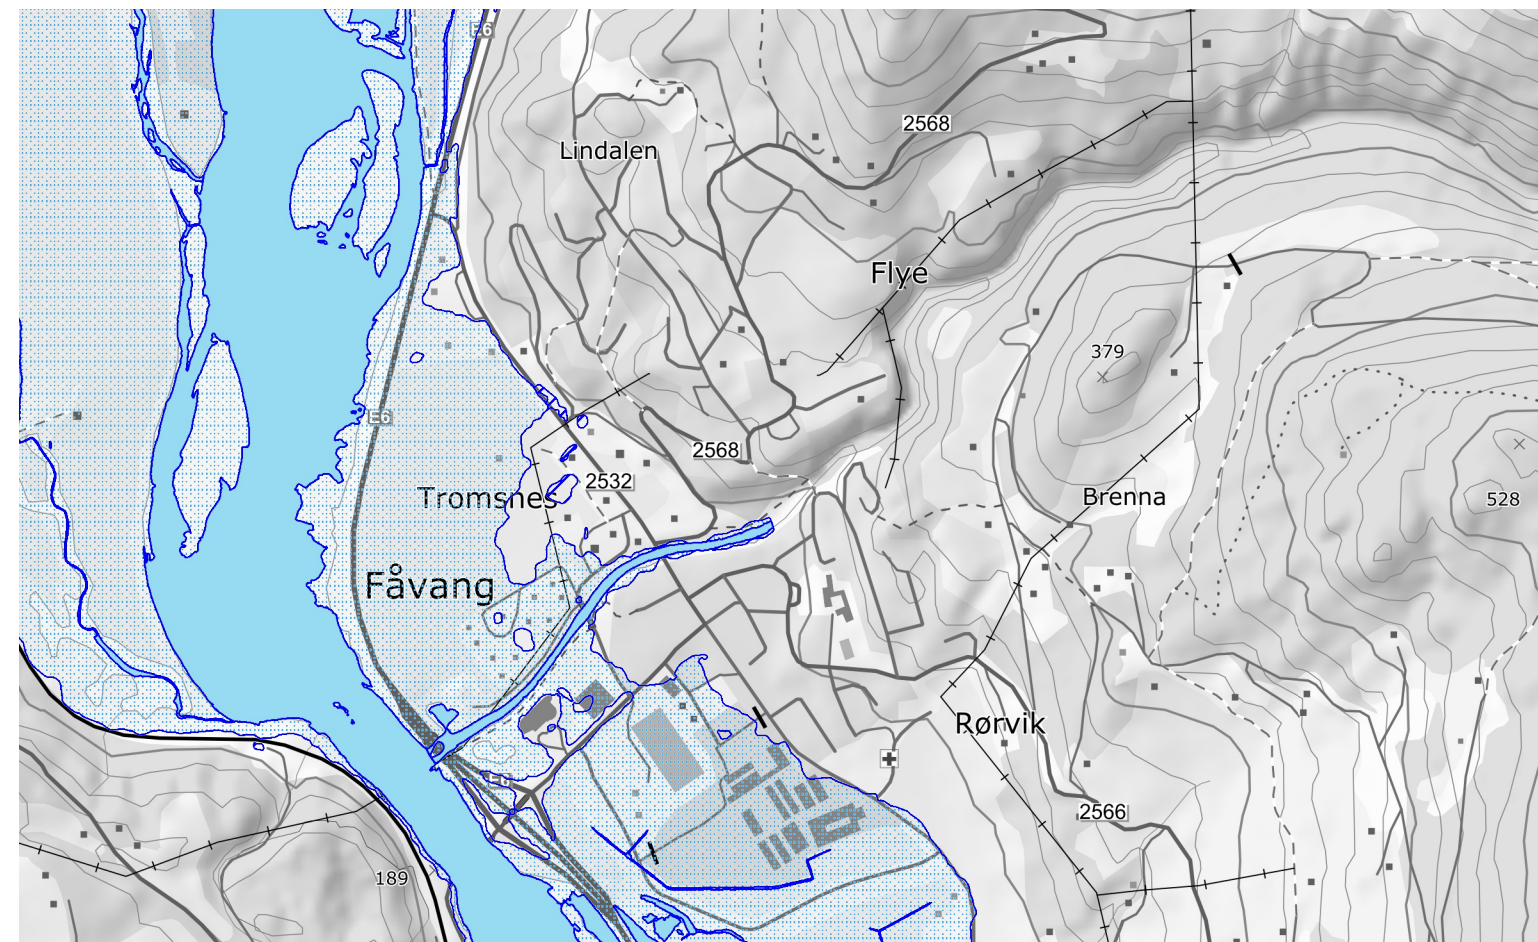 E6
2568
Lindalen
Flye
379
E6
2568
2532
Tromsnes
Brenna
528
Fåvang
Rørvik
E6
2566
189